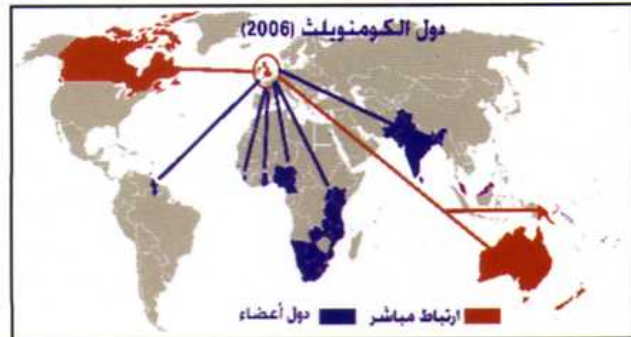 دول الكومنويلث (2006)
ارتباط مباشر
دول أعضاء